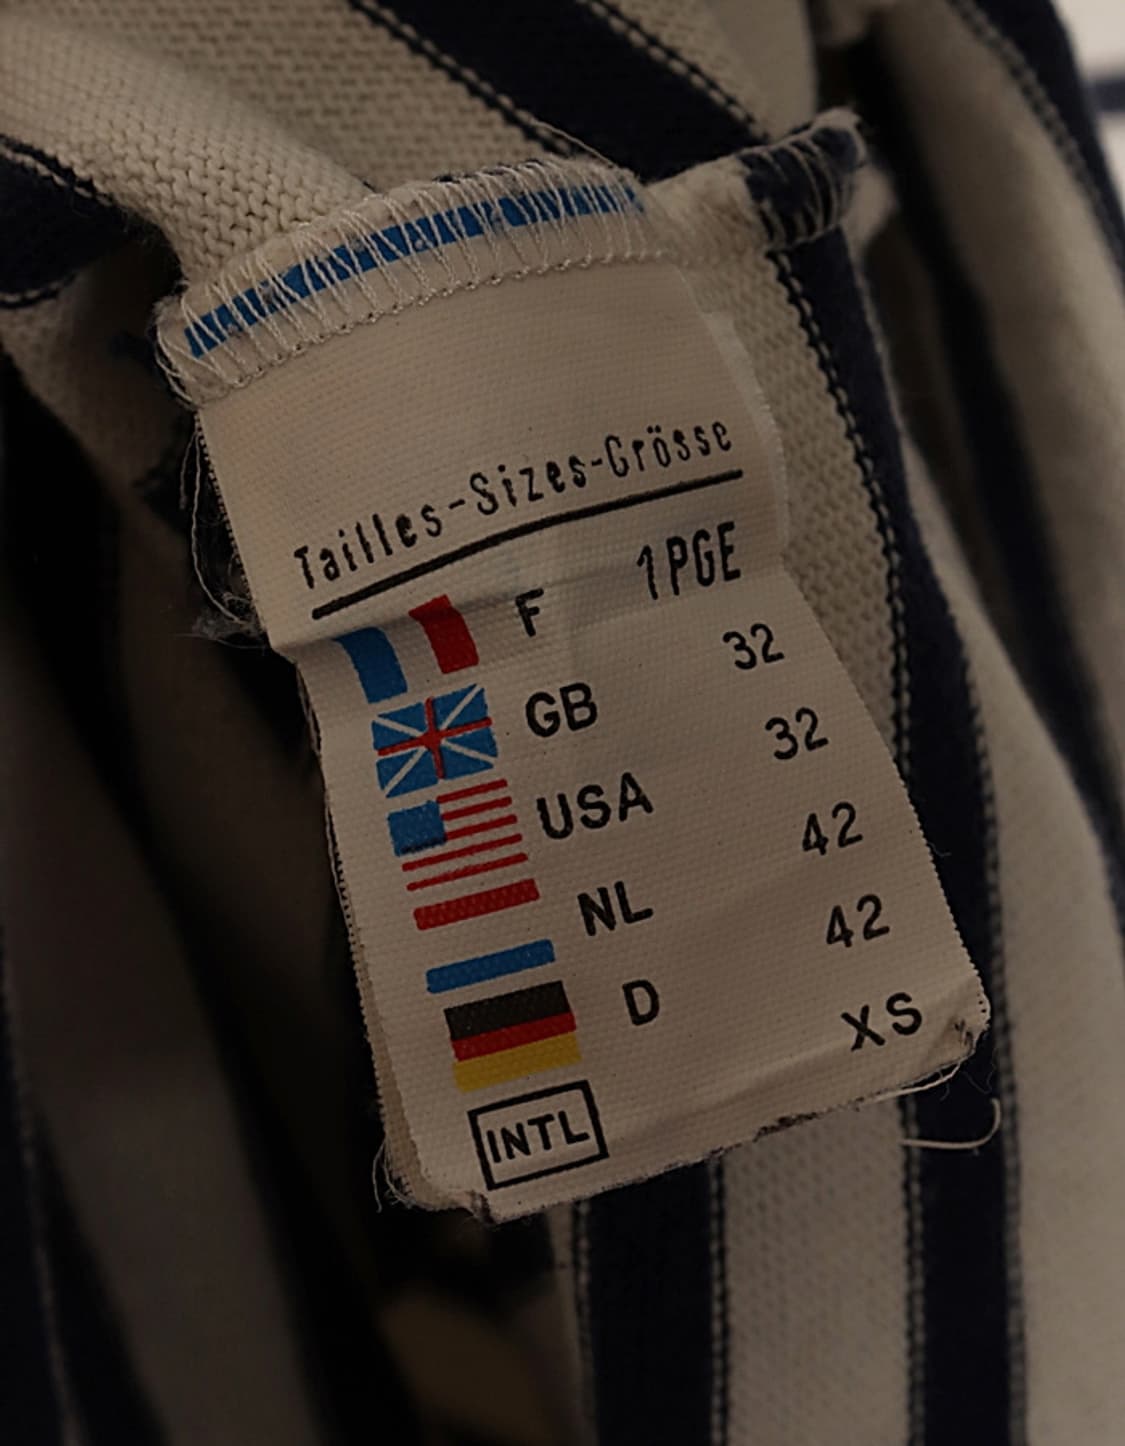 Tailles-Sizes-Grösse
F 1PGE
GB 32
USA 32
NL 42
D 42
INTL XS